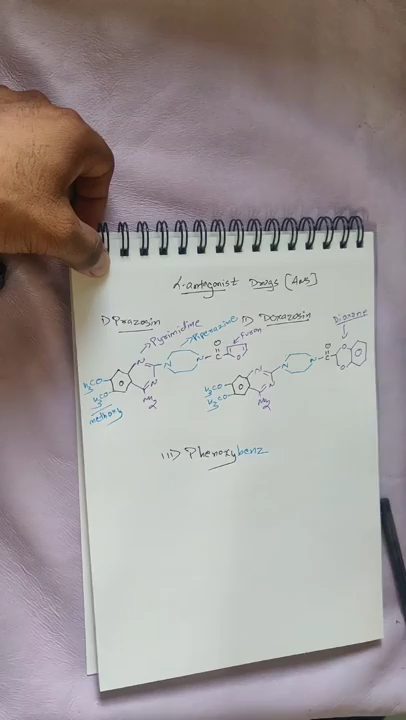 α-antagonist Drugs [ANS]
I) Prazosin
II) Doxazosin
Dioxane
Pyrimidine
Piperazine
Furan
N
N
N
N
O
C
O
H₃CO
H₃CO
NH₂
methoxy
N
N
N
N
O
C
O
O
H₃CO
H₃CO
NH₂
III) Phenoxybenz